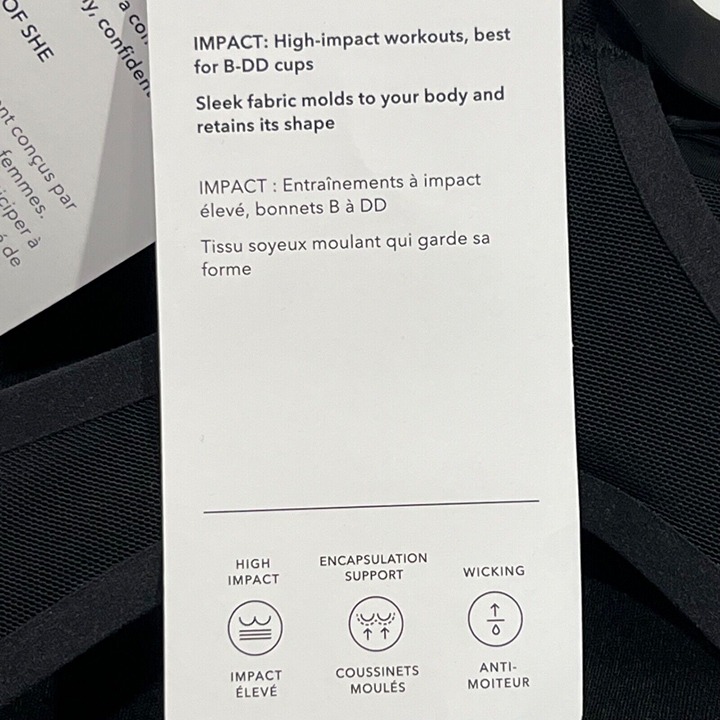 OF SHE
confident
nt conçus par
femmes.
à
de
IMPACT: High-impact workouts, best
for B-DD cups
Sleek fabric molds to your body and
retains its shape
IMPACT : Entraînements à impact
élevé, bonnets B à DD
Tissu soyeux moulant qui garde sa
forme
HIGH
IMPACT
IMPACT
ÉLEVÉ
ENCAPSULATION
SUPPORT
COUSSINETS
MOULÉS
WICKING
ANTI-
MOITEUR